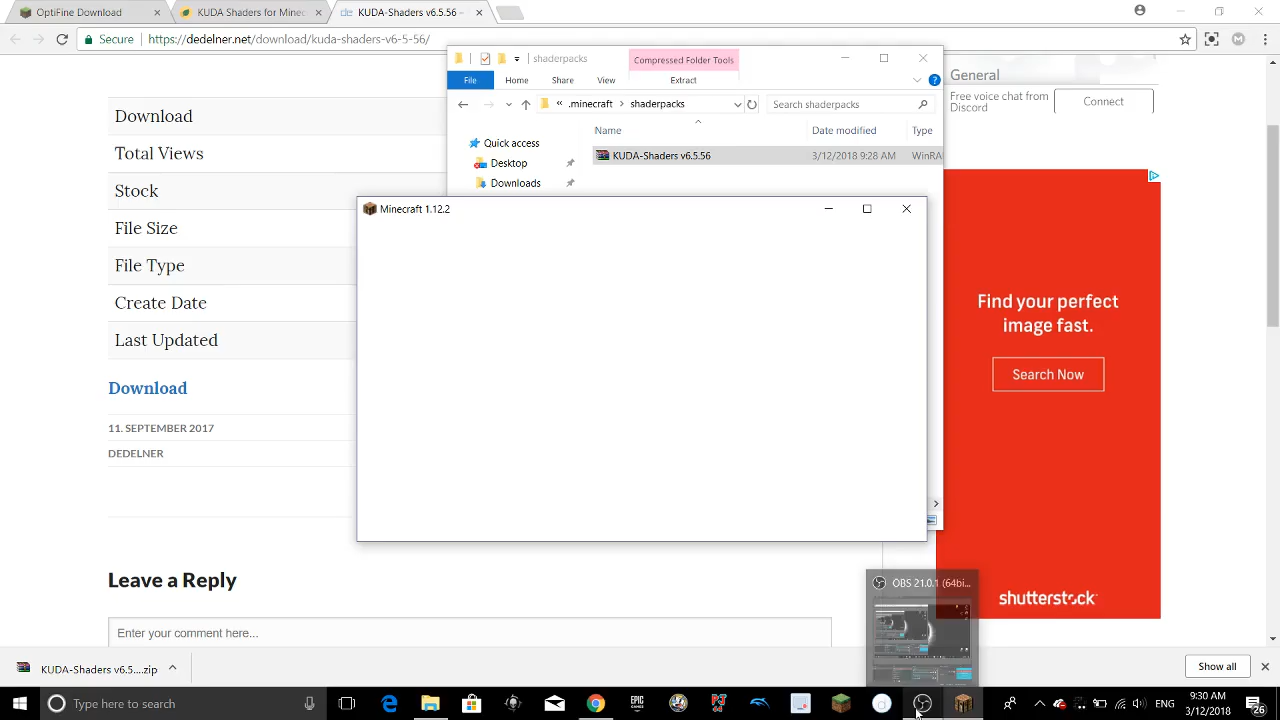 OptiFine Download
KUDA Shaders for Minec
KUDA-Shaders v6.5.56 –
Secure
https://dedelner.net/download/kuda-shaders-v6-5-56/
Compressed Folder Tools
File
Home
Share
View
Extract
.minecraft
shaderpacks
Search shaderpacks
Name
Date modified
Type
Quick access
Desktop
Downloads
KUDA-Shaders v6.5.56
3/12/2018 9:28 AM
WinRA
General
Free voice chat from
Discord
Connect
Download
Total Views
Stock
File Size
File Type
Create Date
Last Updated
Download
11. SEPTEMBER 2017
DEDELNER
Minecraft 1.12.2
Find your perfect
image fast.
Search Now
shutterstock
Leave a Reply
Enter your comment here...
OBS 21.0.1 (64bi...
KUDA-Shaders v6.5....zip
Show all
Type here to search
EPIC
GAMES
9:30 AM
3/12/2018
26